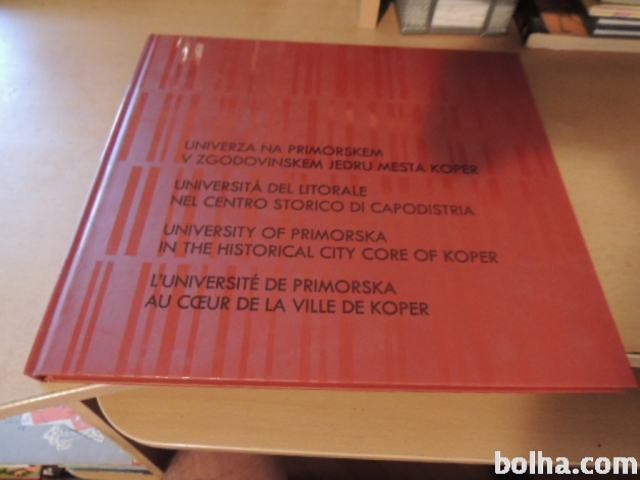 UNIVERZA NA PRIMORSKEM
V ZGODOVINSKEM JEDRU MESTA KOPER
UNIVERSITÀ DEL LITORALE
NEL CENTRO STORICO DI CAPODISTRIA
UNIVERSITY OF PRIMORSKA
IN THE HISTORICAL CITY CORE OF KOPER
L'UNIVERSITÉ DE PRIMORSKA
AU CŒUR DE LA VILLE DE KOPER
bolha.com